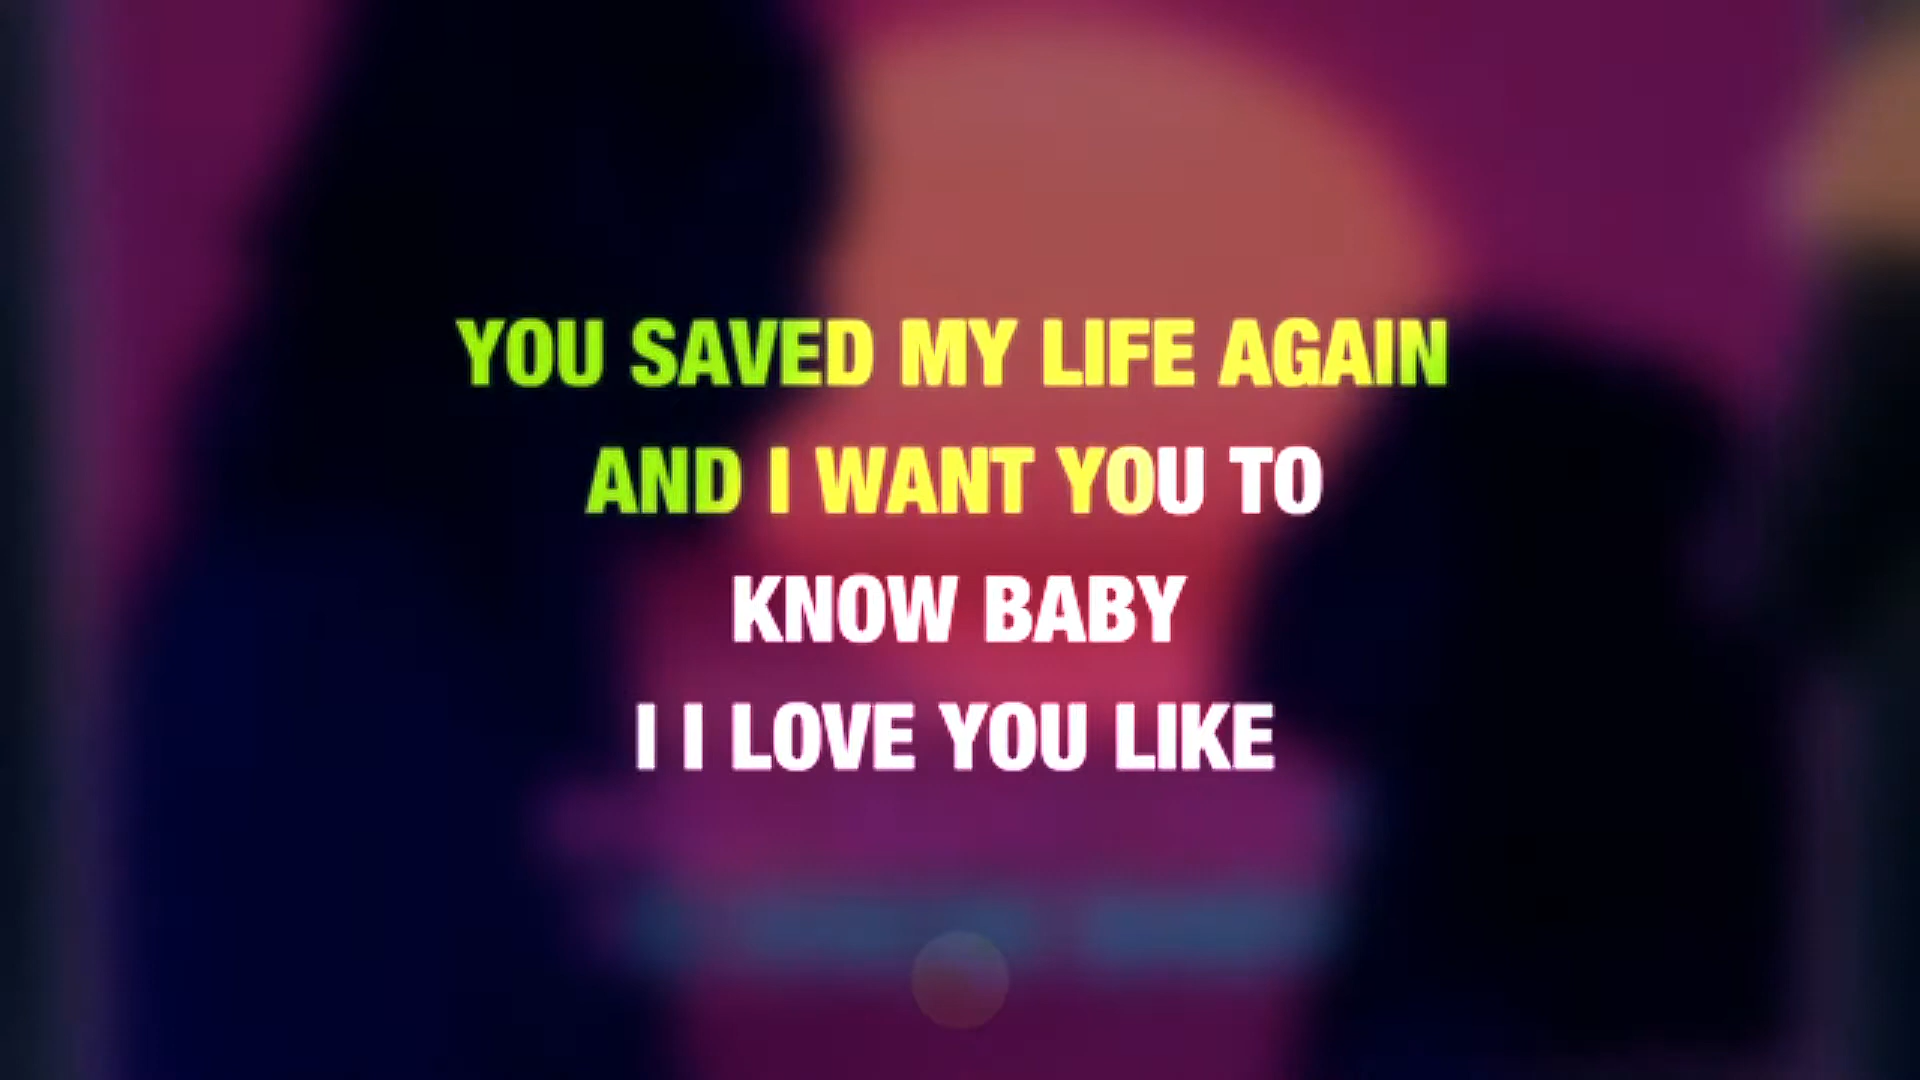 YOU SAVED MY LIFE AGAIN
AND I WANT YOU TO
KNOW BABY
I I LOVE YOU LIKE